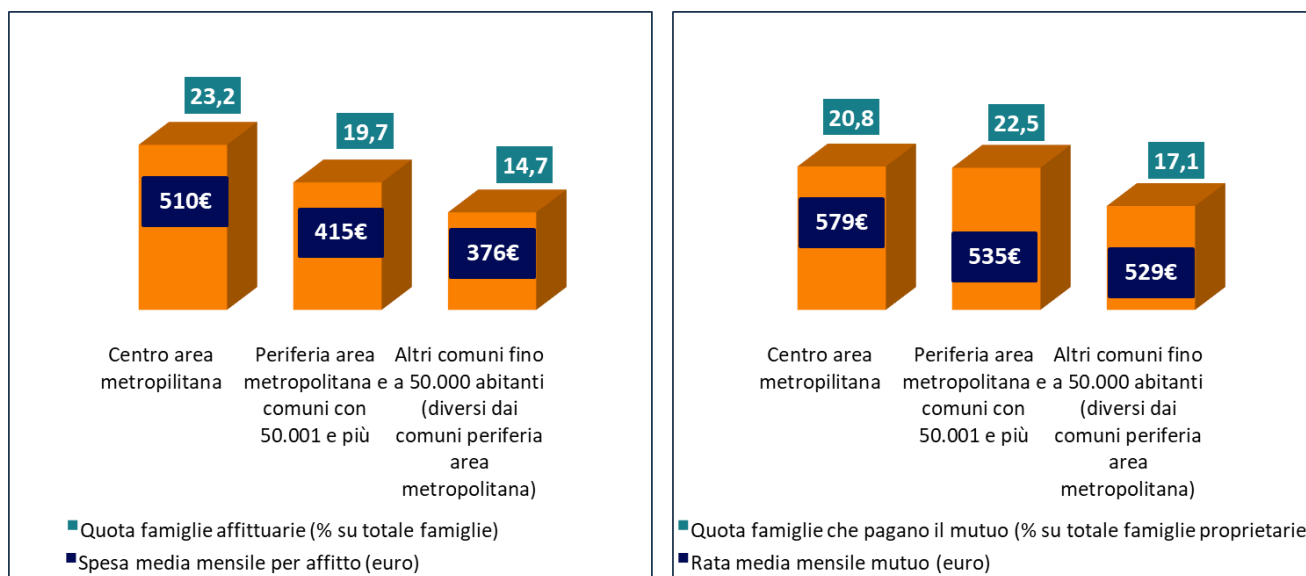 23,2
19,7
14,7
510€
415€
376€
Centro area
metropilitana
Periferia area
metropolitana e
comuni con
50.001 e più
Altri comuni fino
a 50.000 abitanti
(diversi dai
comuni periferia
area
metropolitana)
Quota famiglie affittuarie (% su totale famiglie)
Spesa media mensile per affitto (euro)
20,8
22,5
17,1
579€
535€
529€
Centro area
metropilitana
Periferia area
metropolitana e
comuni con
50.001 e più
Altri comuni fino
a 50.000 abitanti
(diversi dai
comuni periferia
area
metropolitana)
Quota famiglie che pagano il mutuo (% su totale famiglie proprietarie
Rata media mensile mutuo (euro)